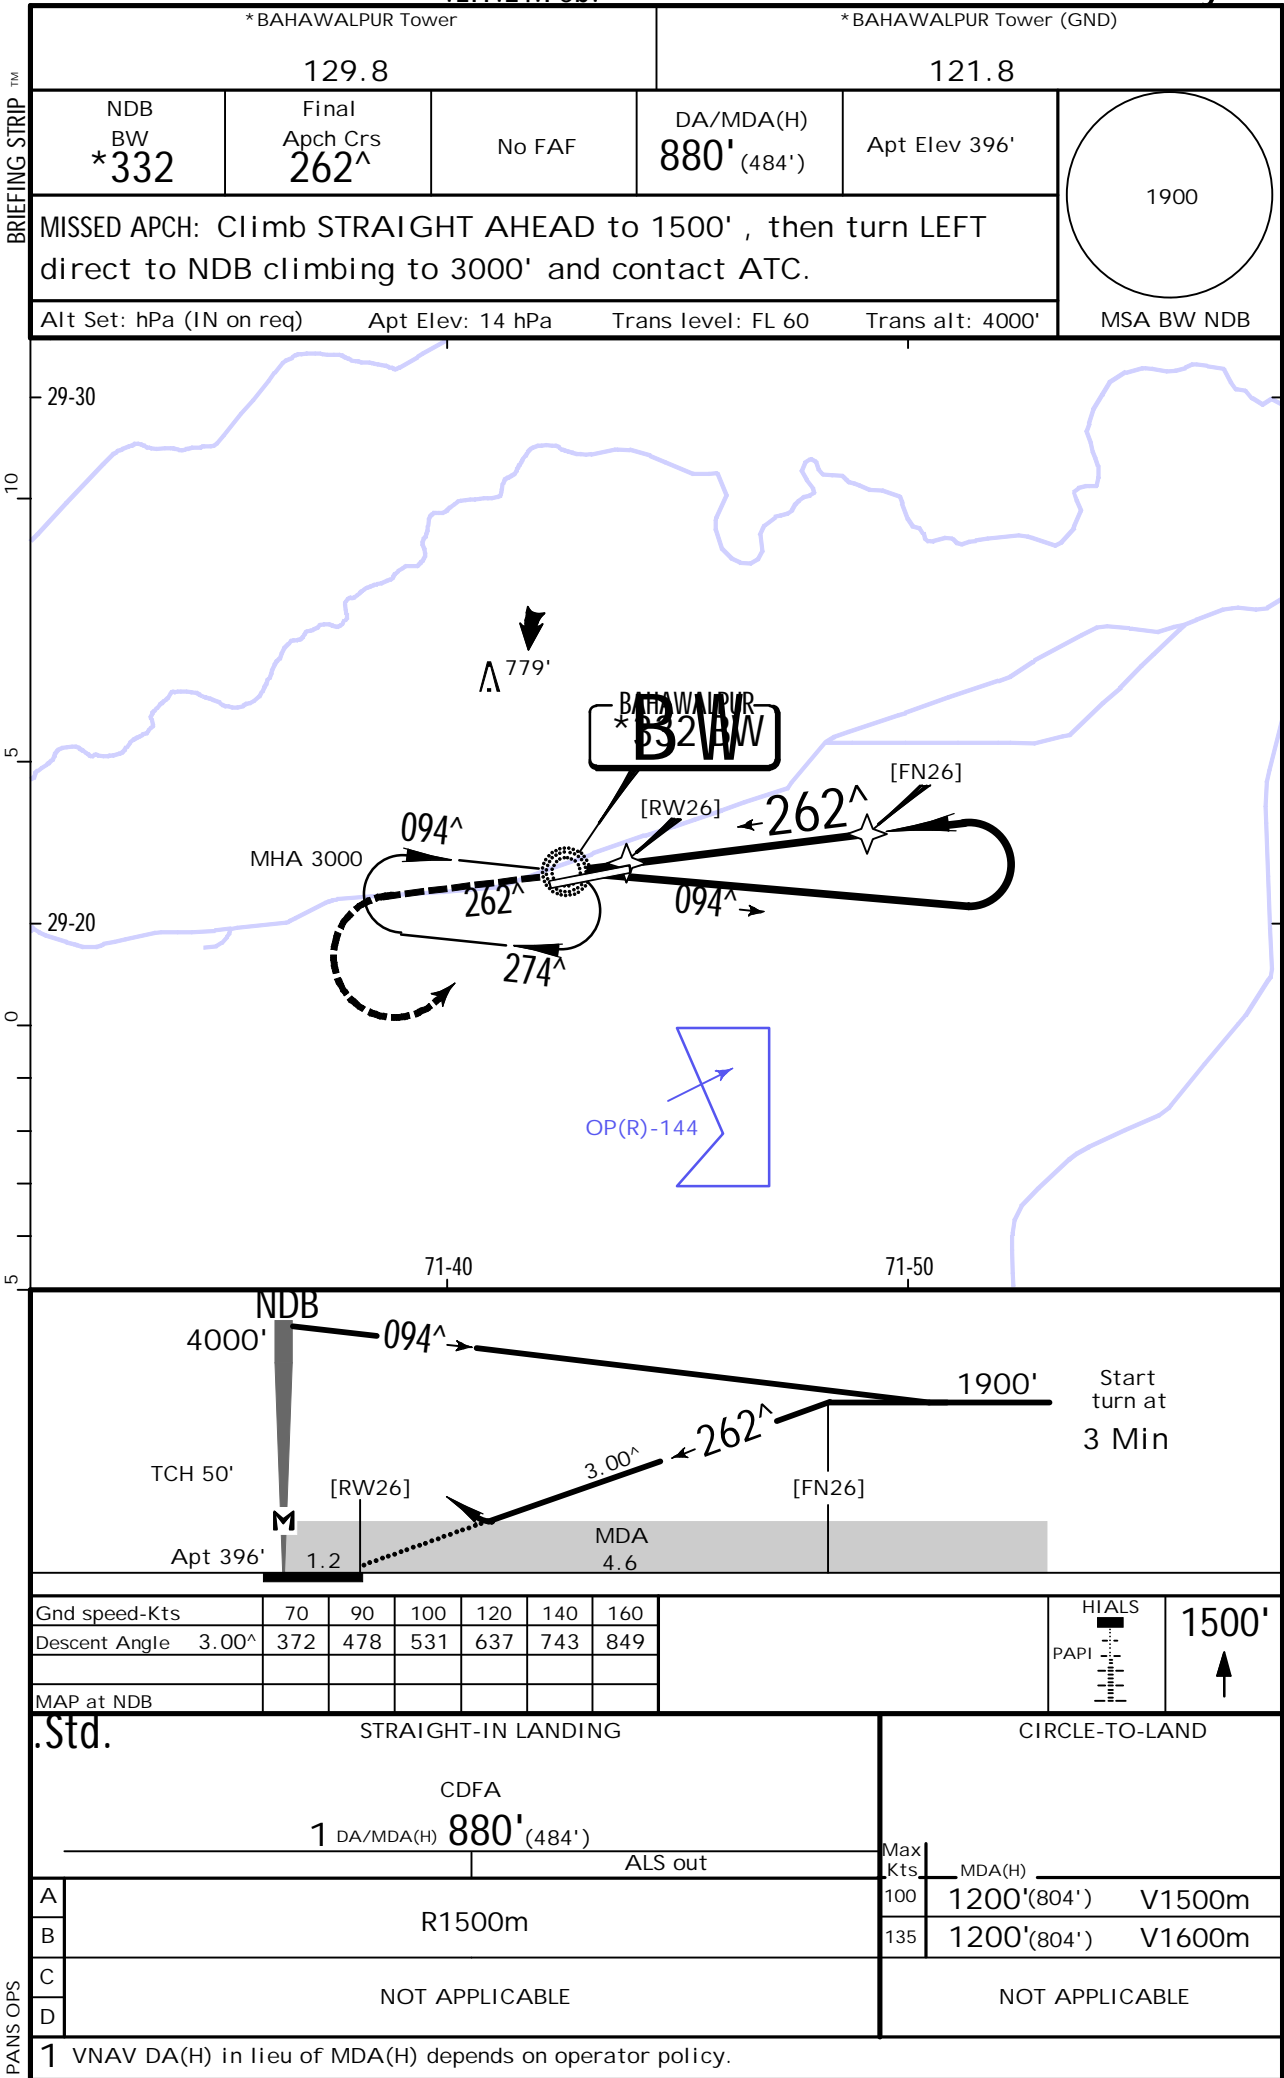 *BAHAWALPUR Tower
129.8
*BAHAWALPUR Tower (GND)
121.8
BRIEFING STRIP TM
NDB
BW
*332
Final
Apch Crs
262^
No FAF
DA/MDA(H)
880' (484')
Apt Elev 396'
1900
MSA BW NDB
MISSED APCH: Climb STRAIGHT AHEAD to 1500' , then turn LEFT
direct to NDB climbing to 3000' and contact ATC.
Alt Set: hPa (IN on req) Apt Elev: 14 hPa Trans level: FL 60 Trans alt: 4000'
29-30
10
779'
BAHAWALPUR
*332 BW
BW
5
[FN26]
[RW26]
262^
094^
MHA 3000
262^
094^
29-20
274^
0
OP(R)-144
71-40
71-50
5
NDB
4000'
094^
1900'
Start
turn at
3 Min
262^
3.00^
TCH 50'
[RW26]
[FN26]
M
MDA
Apt 396'
1.2
4.6
Gnd speed-Kts 70 90 100 120 140 160
Descent Angle 3.00^ 372 478 531 637 743 849
MAP at NDB
HIALS
PAPI
1500'
.Std.
STRAIGHT-IN LANDING
CIRCLE-TO-LAND
CDFA
1 DA/MDA(H) 880' (484')
ALS out
Max
Kts
MDA(H)
A
B
R1500m
100 1200' (804') V1500m
135 1200' (804') V1600m
C
D
NOT APPLICABLE
NOT APPLICABLE
PANS OPS
1 VNAV DA(H) in lieu of MDA(H) depends on operator policy.